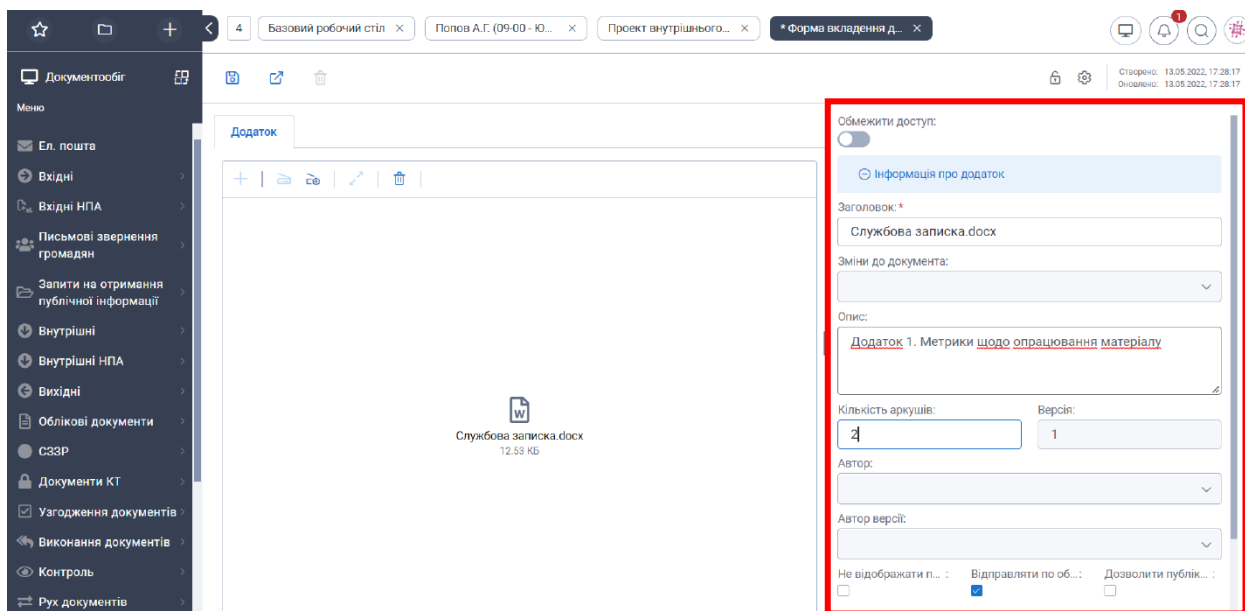 4
Базовий робочий стіл
Попов А.Г. (09-00 - Ю...
Проект внутрішнього...
* Форма вкладення д...
1
Документообіг
Створено: 13.05.2022, 17:28:17
Оновлено: 13.05.2022, 17:28:17
Меню
Ел. пошта
Вхідні
Вхідні НПА
Письмові звернення
громадян
Запити на отримання
публічної інформації
Внутрішні
Внутрішні НПА
Вихідні
Облікові документи
СЗЗР
Документи КТ
Узгодження документів
Виконання документів
Контроль
Рух документів
Додаток
Службова записка.docx
12.53 КБ
Обмежити доступ:
Інформація про додаток
Заголовок:*
Службова записка.docx
Зміни до документа:
Опис:
Додаток 1. Метрики щодо опрацювання матеріалу
Кількість аркушів: Версія:
2 1
Автор:
Автор версії:
Не відображати п... : Відправляти по об...: Дозволити публік... :